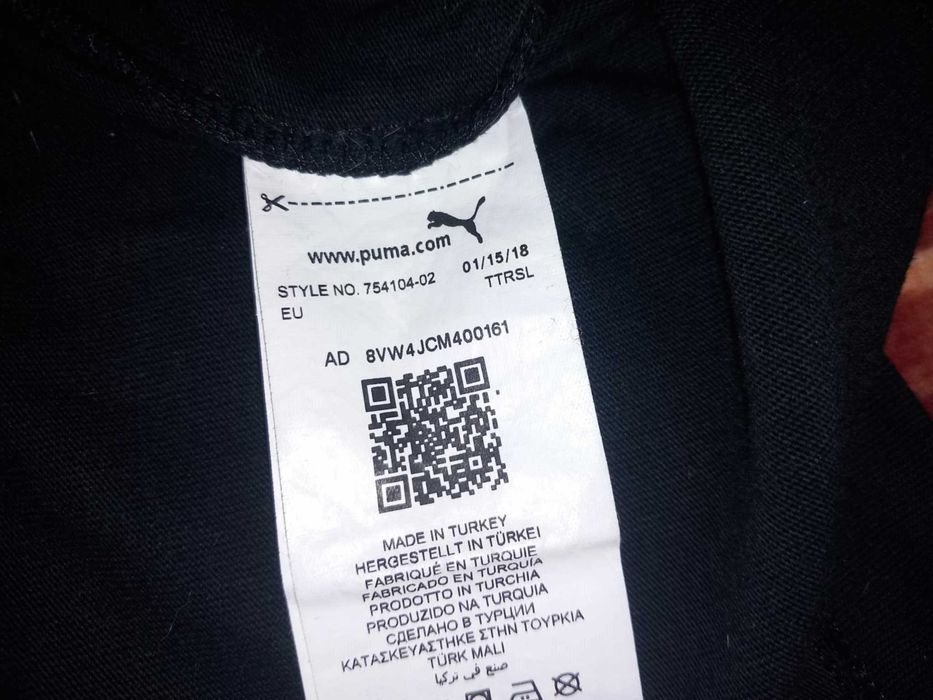 www.puma.com
STYLE NO. 754104-02 01/15/18
EU TTRSL
AD 8VW4JCM400161
MADE IN TURKEY
HERGESTELLT IN TÜRKEI
FABRIQUÉ EN TURQUIE
FABRICADO EN TURQUÍA
PRODOTTO IN TURCHIA
PRODUZIDO NA TURQUIA
СДЕЛАНО В ТУРЦИИ
ΚΑΤΑΣΚΕΥΑΣΤΗΚΕ ΣΤΗΝ ΤΟΥΡΚΙΑ
TÜRK MALI
صنع في تركيا